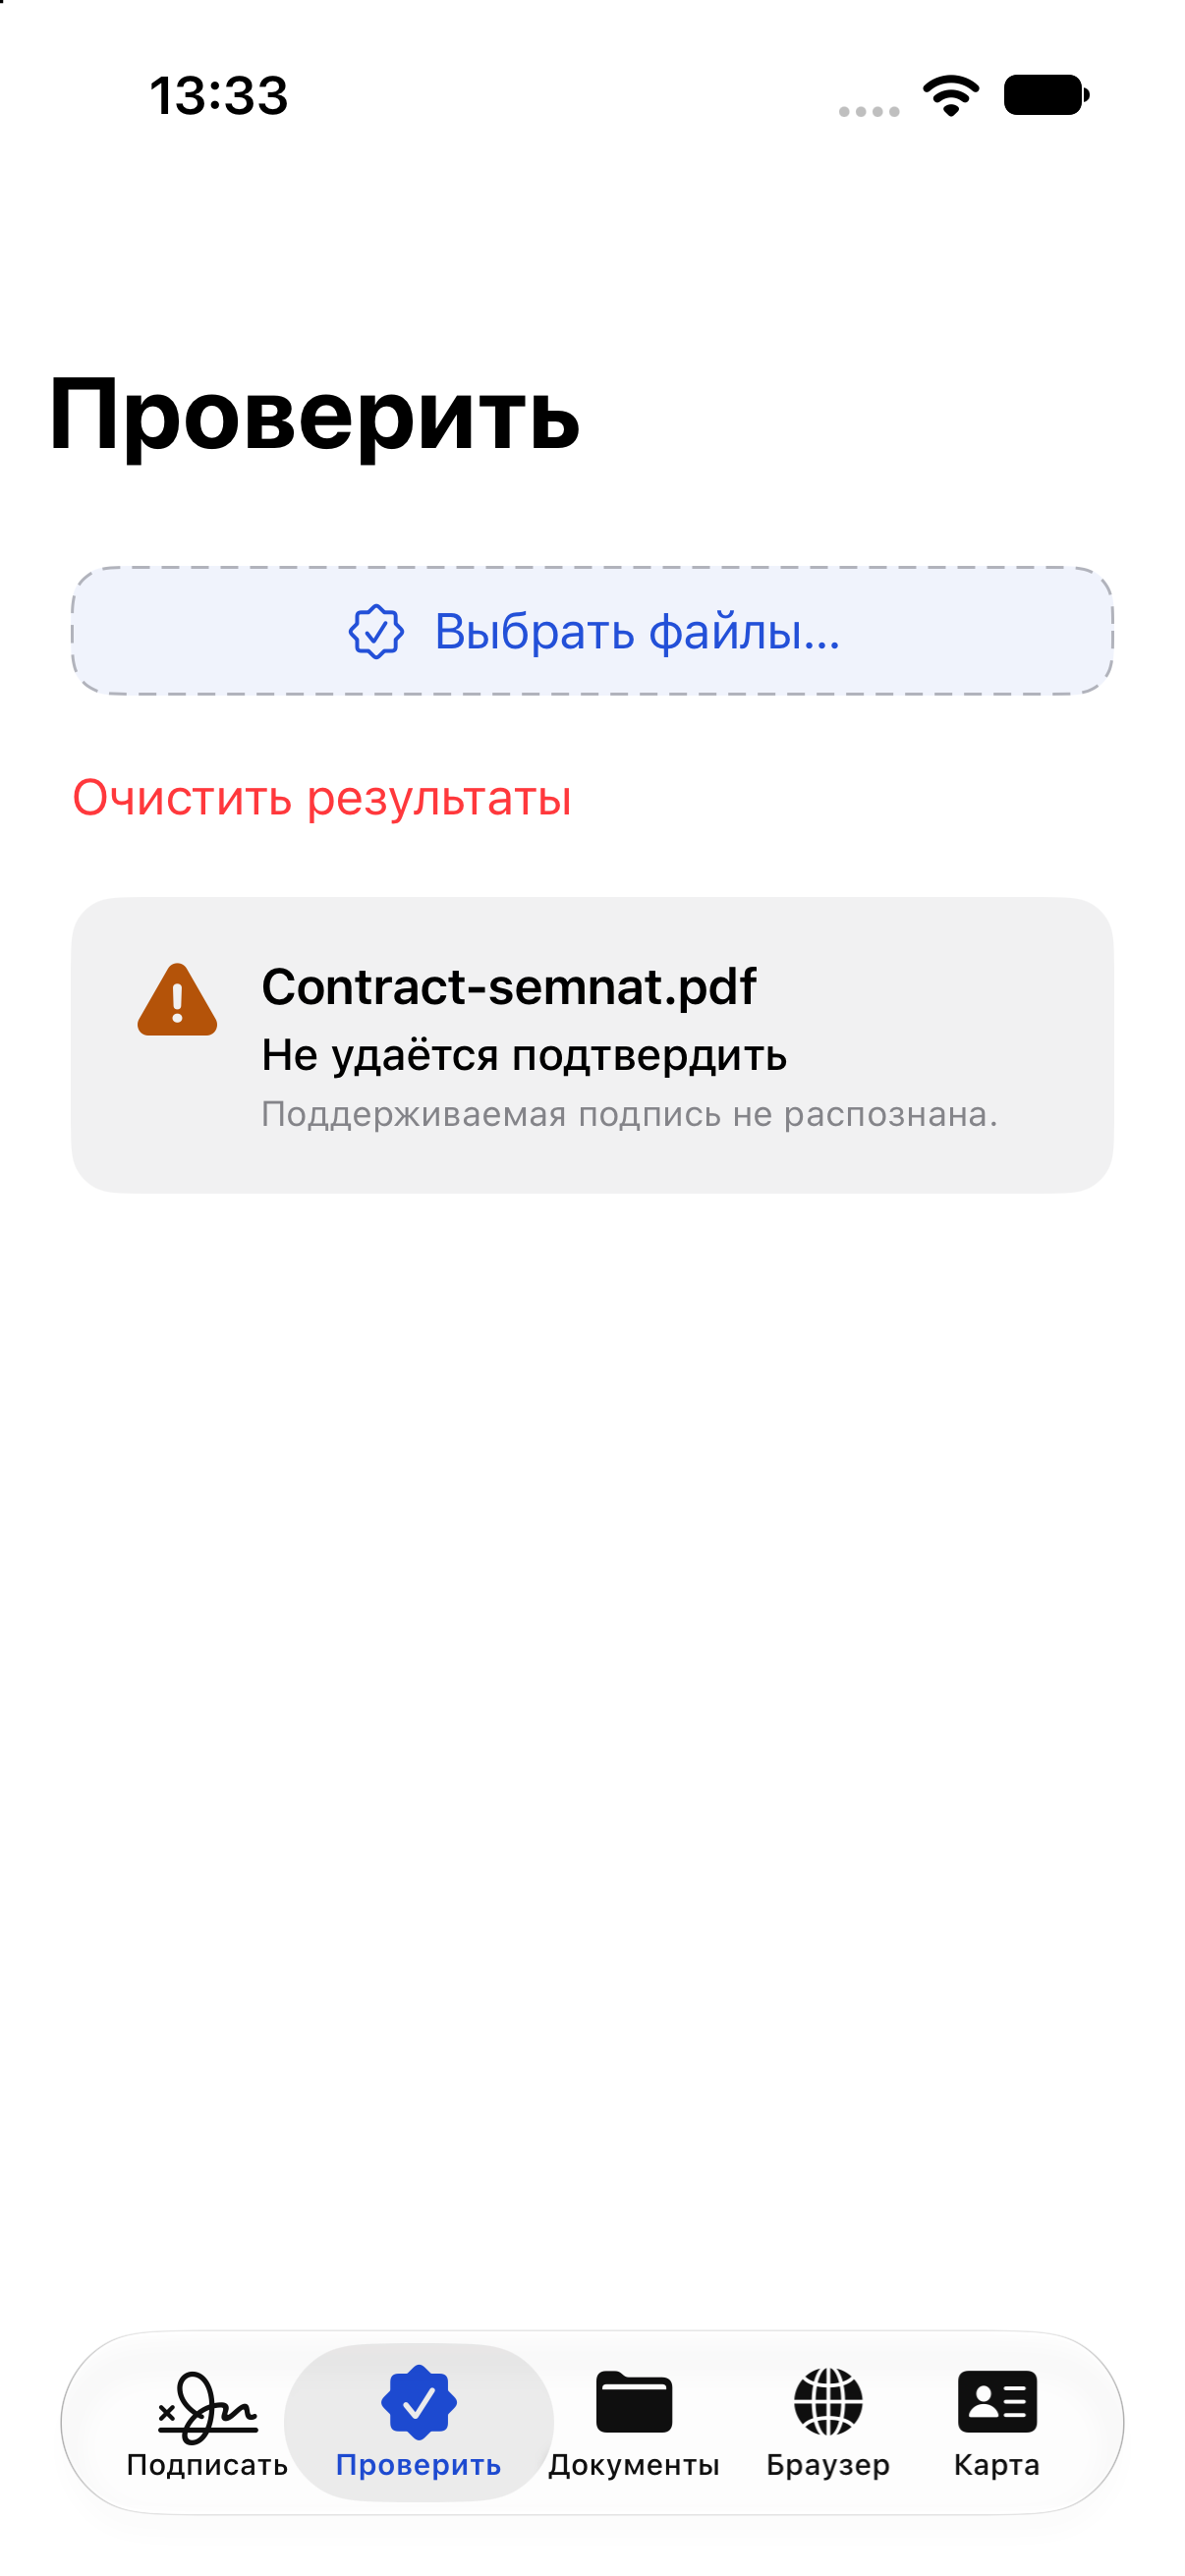 13:33
Проверить
Выбрать файлы...
Очистить результаты
Contract-semnat.pdf
Не удаётся подтвердить
Поддерживаемая подпись не распознана.
Подписать
Проверить
Документы
Браузер
Карта